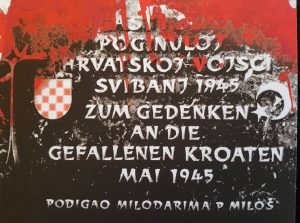 POGINULOJ
HRVATSKOJ VOJSCI
SVIBANJ 1945
ZUM GEDENKEN
AN DIE
GEFALLENEN KROATEN
MAI 1945
PODIGAO MILODARIMA P MILOŠ